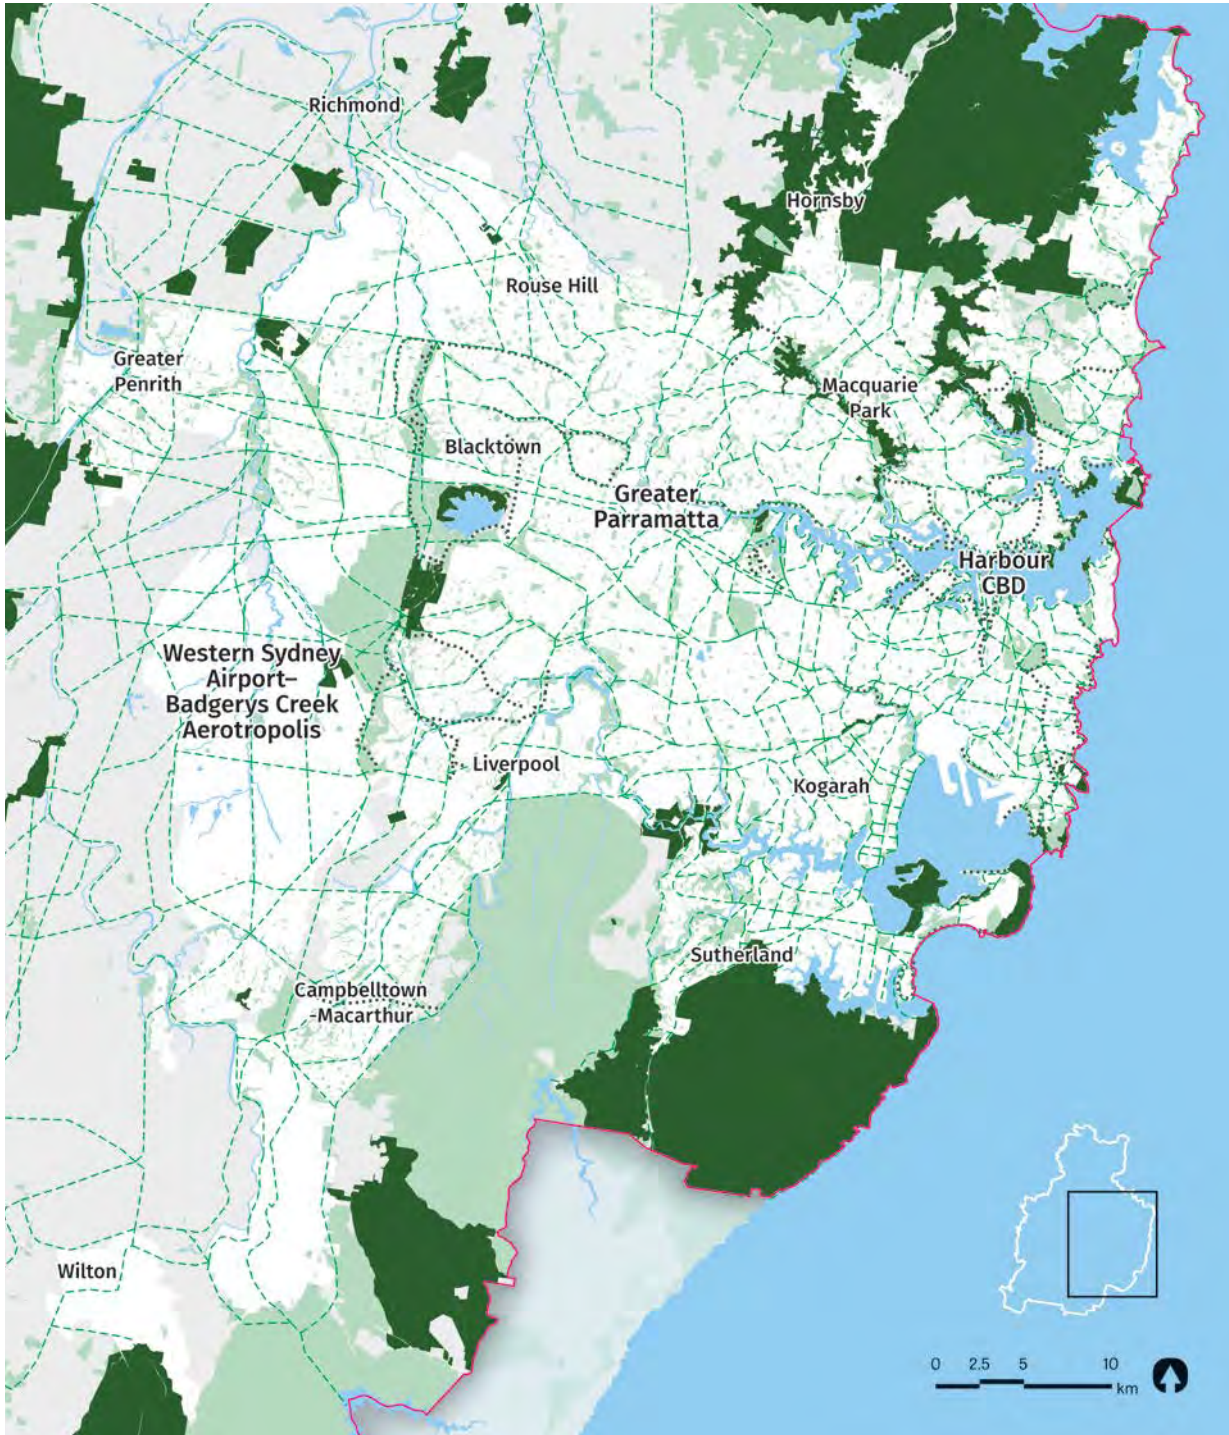 Richmond
Hornsby
Rouse Hill
Greater
Penrith
Macquarie
Park
Blacktown
Greater
Parramatta
Harbour
CBD
Western Sydney
Airport–
Badgerys Creek
Aerotropolis
Liverpool
Kogarah
Sutherland
Campbelltown
-Macarthur
Wilton
0 2.5 5 10
km